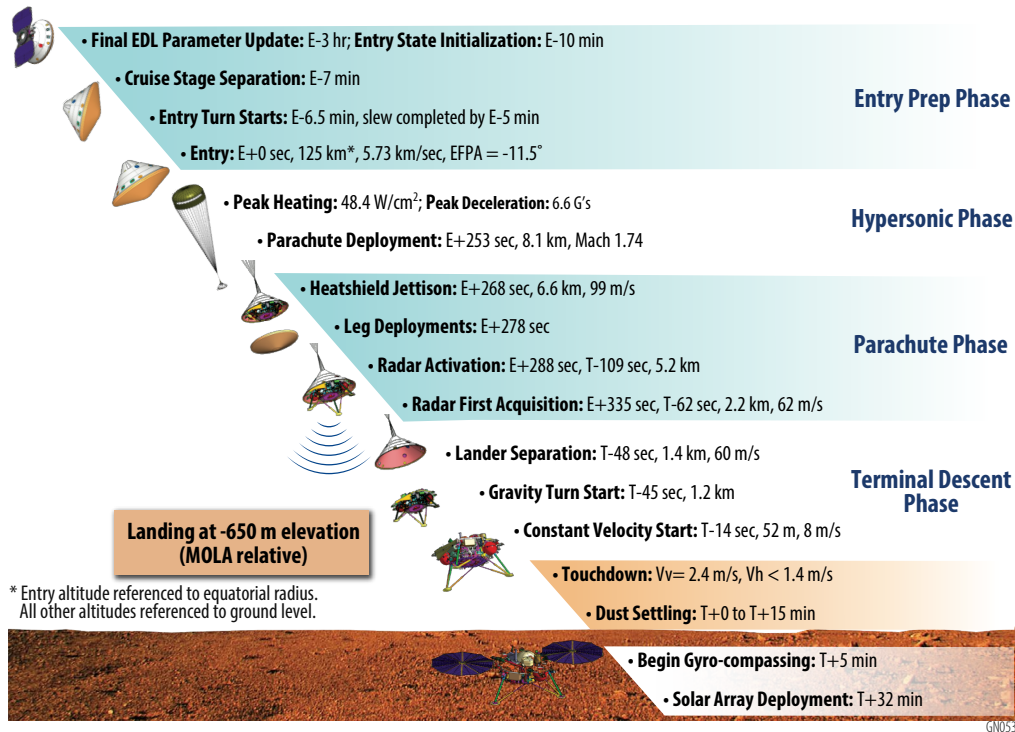 • Final EDL Parameter Update: E-3 hr; Entry State Initialization: E-10 min
• Cruise Stage Separation: E-7 min
• Entry Turn Starts: E-6.5 min, slew completed by E-5 min
• Entry: E+0 sec, 125 km*, 5.73 km/sec, EFPA = -11.5˚
Entry Prep Phase
• Peak Heating: 48.4 W/cm²; Peak Deceleration: 6.6 G's
• Parachute Deployment: E+253 sec, 8.1 km, Mach 1.74
Hypersonic Phase
• Heatshield Jettison: E+268 sec, 6.6 km, 99 m/s
• Leg Deployments: E+278 sec
• Radar Activation: E+288 sec, T-109 sec, 5.2 km
• Radar First Acquisition: E+335 sec, T-62 sec, 2.2 km, 62 m/s
Parachute Phase
• Lander Separation: T-48 sec, 1.4 km, 60 m/s
• Gravity Turn Start: T-45 sec, 1.2 km
• Constant Velocity Start: T-14 sec, 52 m, 8 m/s
Terminal Descent
Phase
Landing at -650 m elevation
(MOLA relative)
* Entry altitude referenced to equatorial radius.
All other altitudes referenced to ground level.
• Touchdown: Vv= 2.4 m/s, Vh < 1.4 m/s
• Dust Settling: T+0 to T+15 min
• Begin Gyro-compassing: T+5 min
• Solar Array Deployment: T+32 min
GN053